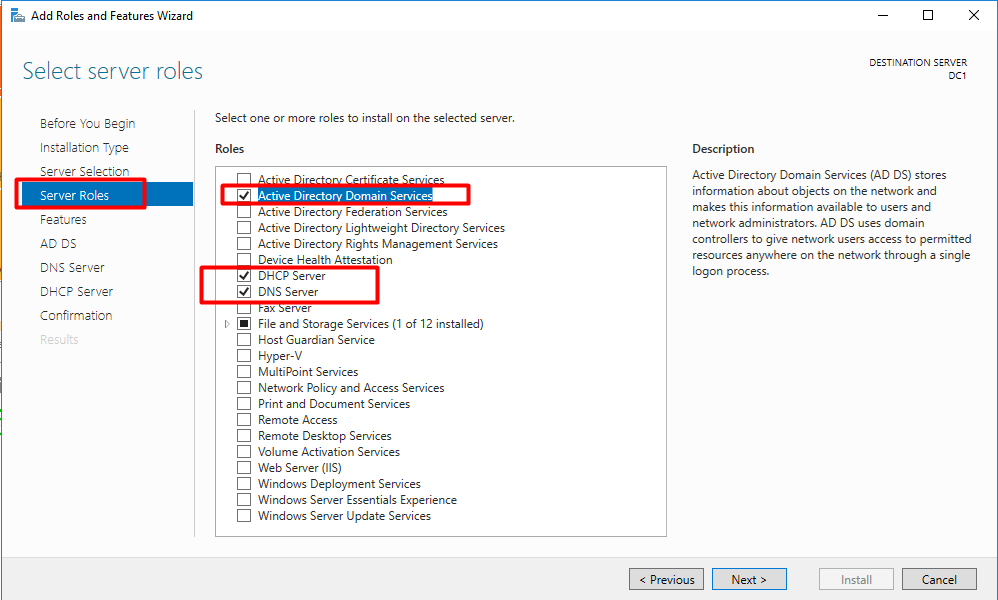 Add Roles and Features Wizard
Select server roles
DESTINATION SERVER
DC1
Before You Begin
Installation Type
Server Selection
Server Roles
Features
AD DS
DNS Server
DHCP Server
Confirmation
Results
Select one or more roles to install on the selected server.
Roles
Active Directory Certificate Services
Active Directory Domain Services
Active Directory Federation Services
Active Directory Lightweight Directory Services
Active Directory Rights Management Services
Device Health Attestation
DHCP Server
DNS Server
Fax Server
File and Storage Services (1 of 12 installed)
Host Guardian Service
Hyper-V
MultiPoint Services
Network Policy and Access Services
Print and Document Services
Remote Access
Remote Desktop Services
Volume Activation Services
Web Server (IIS)
Windows Deployment Services
Windows Server Essentials Experience
Windows Server Update Services
Description
Active Directory Domain Services (AD DS) stores
information about objects on the network and
makes this information available to users and
network administrators. AD DS uses domain
controllers to give network users access to permitted
resources anywhere on the network through a single
logon process.
< Previous
Next >
Install
Cancel